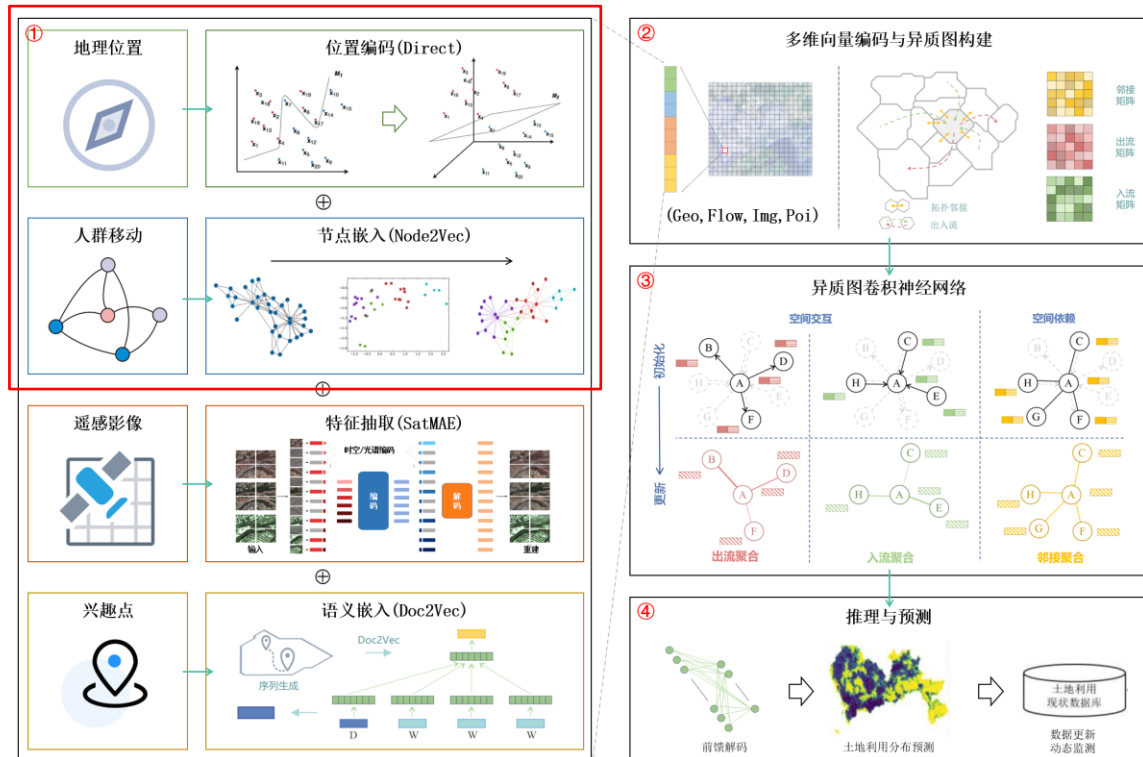 ①
地理位置
位置编码(Direct)
人群移动
节点嵌入(Node2Vec)
遥感影像
特征抽取(SatMAE)
时空/光谱编码
编码
解码
输入
重建
兴趣点
语义嵌入(Doc2Vec)
Doc2Vec
序列生成
D
W
W
W
②
多维向量编码与异质图构建
(Geo,Flow,Img,Poi)
拓扑邻接
出入流
邻接
矩阵
出流
矩阵
入流
矩阵
③
异质图卷积神经网络
空间交互
空间依赖
初始化
更新
B
C
D
H
A
E
G
F
B
C
D
H
A
E
G
F
B
C
D
H
A
E
G
F
B
D
A
F
出流聚合
C
H
A
E
入流聚合
C
H
A
G
F
邻接聚合
④
推理与预测
前馈解码
土地利用分布预测
土地利用
现状数据库
数据更新
动态监测